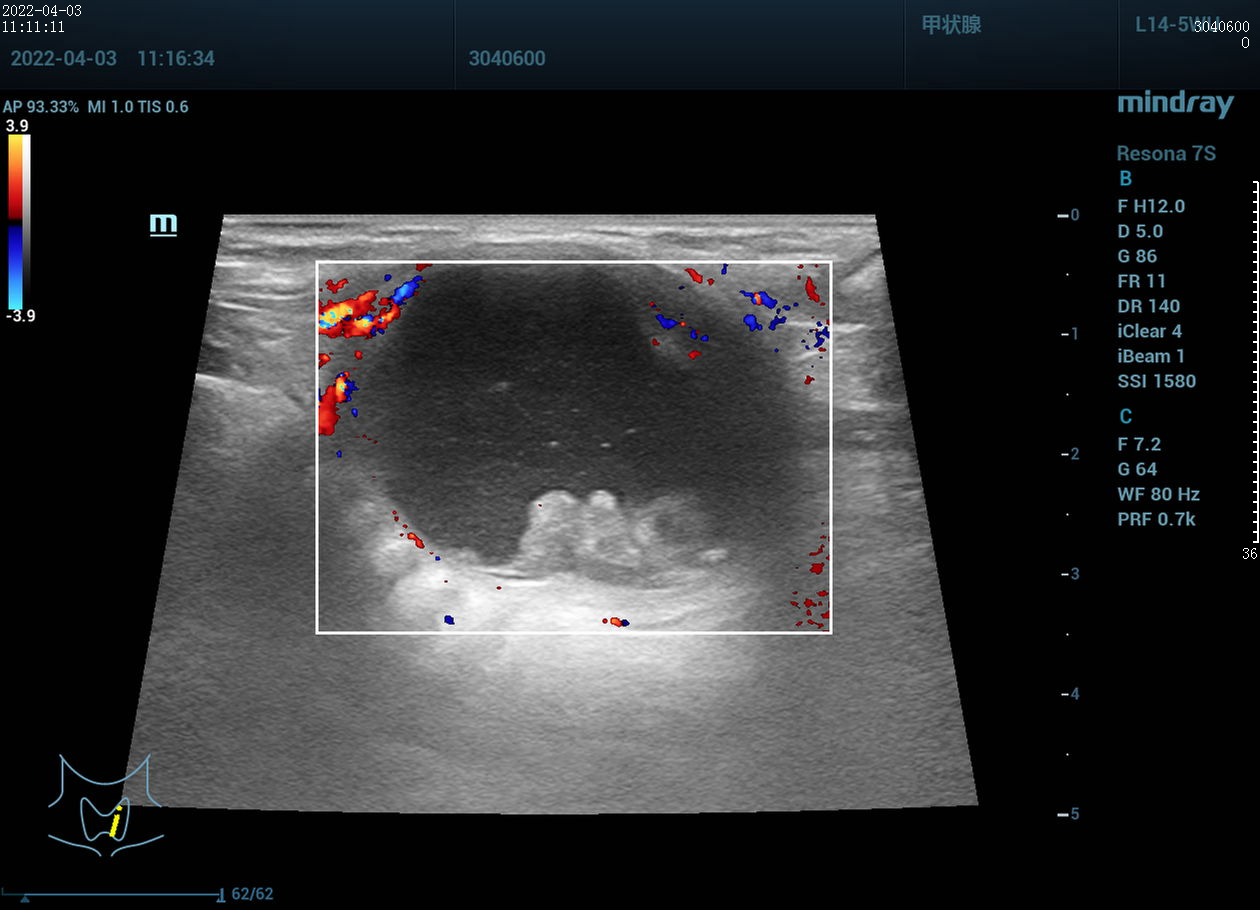 2022-04-03
11:11:11
甲状腺
3040600
0
2022-04-03 11:16:34
3040600
AP 93.33% MI 1.0 TIS 0.6
3.9
-3.9
m
mindray
Resona 7S
B
F H12.0
D 5.0
G 86
FR 11
DR 140
iClear 4
iBeam 1
SSI 1580
C
F 7.2
G 64
WF 80 Hz
PRF 0.7k
0
1
2
3
4
5
36
62/62